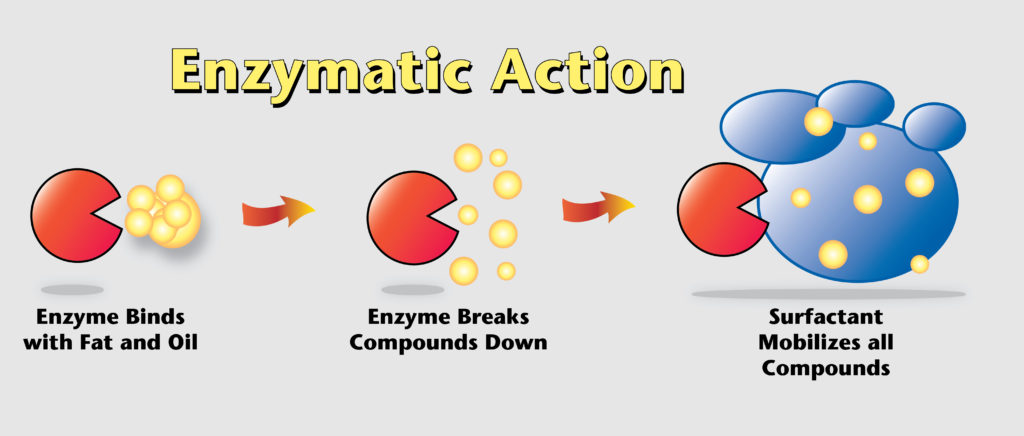 Enzymatic Action
Enzyme Binds
with Fat and Oil
Enzyme Breaks
Compounds Down
Surfactant
Mobilizes all
Compounds